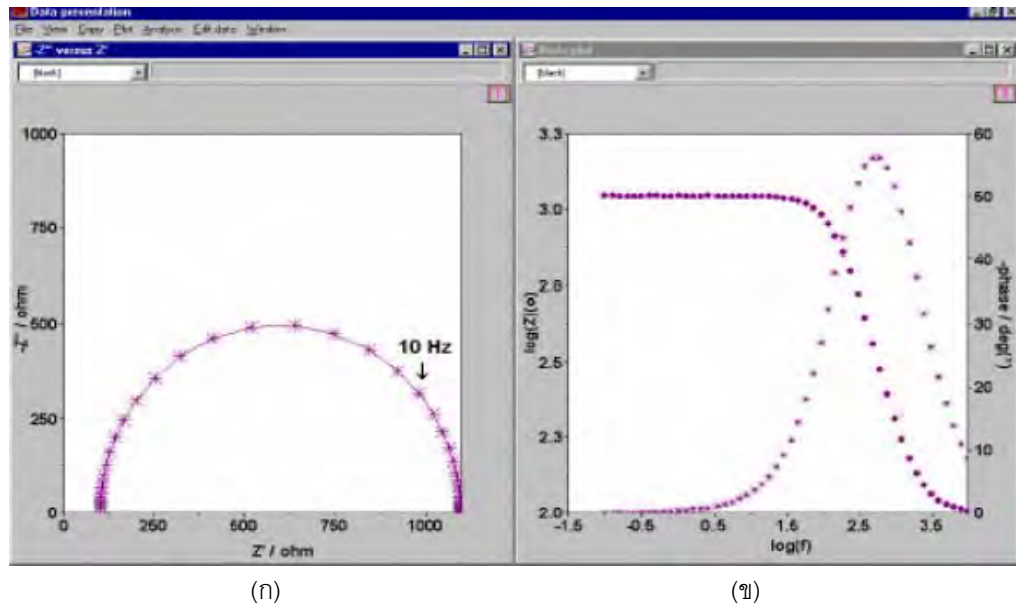 Data presentation
File View Copy Plot Analysis Edit data Window
-Z" versus Z'
[blank]
[blank]
1000
750
500
250
0
-Z" / ohm
10 Hz
0 250 500 750 1000
Z' / ohm
3.3
3.0
2.8
2.5
2.3
2.0
log(Z)(o)
60
50
40
30
20
10
0
-phase / deg(*)
-1.5 -0.5 0.5 1.6 2.5 3.5
log(f)
(ก) (ข)